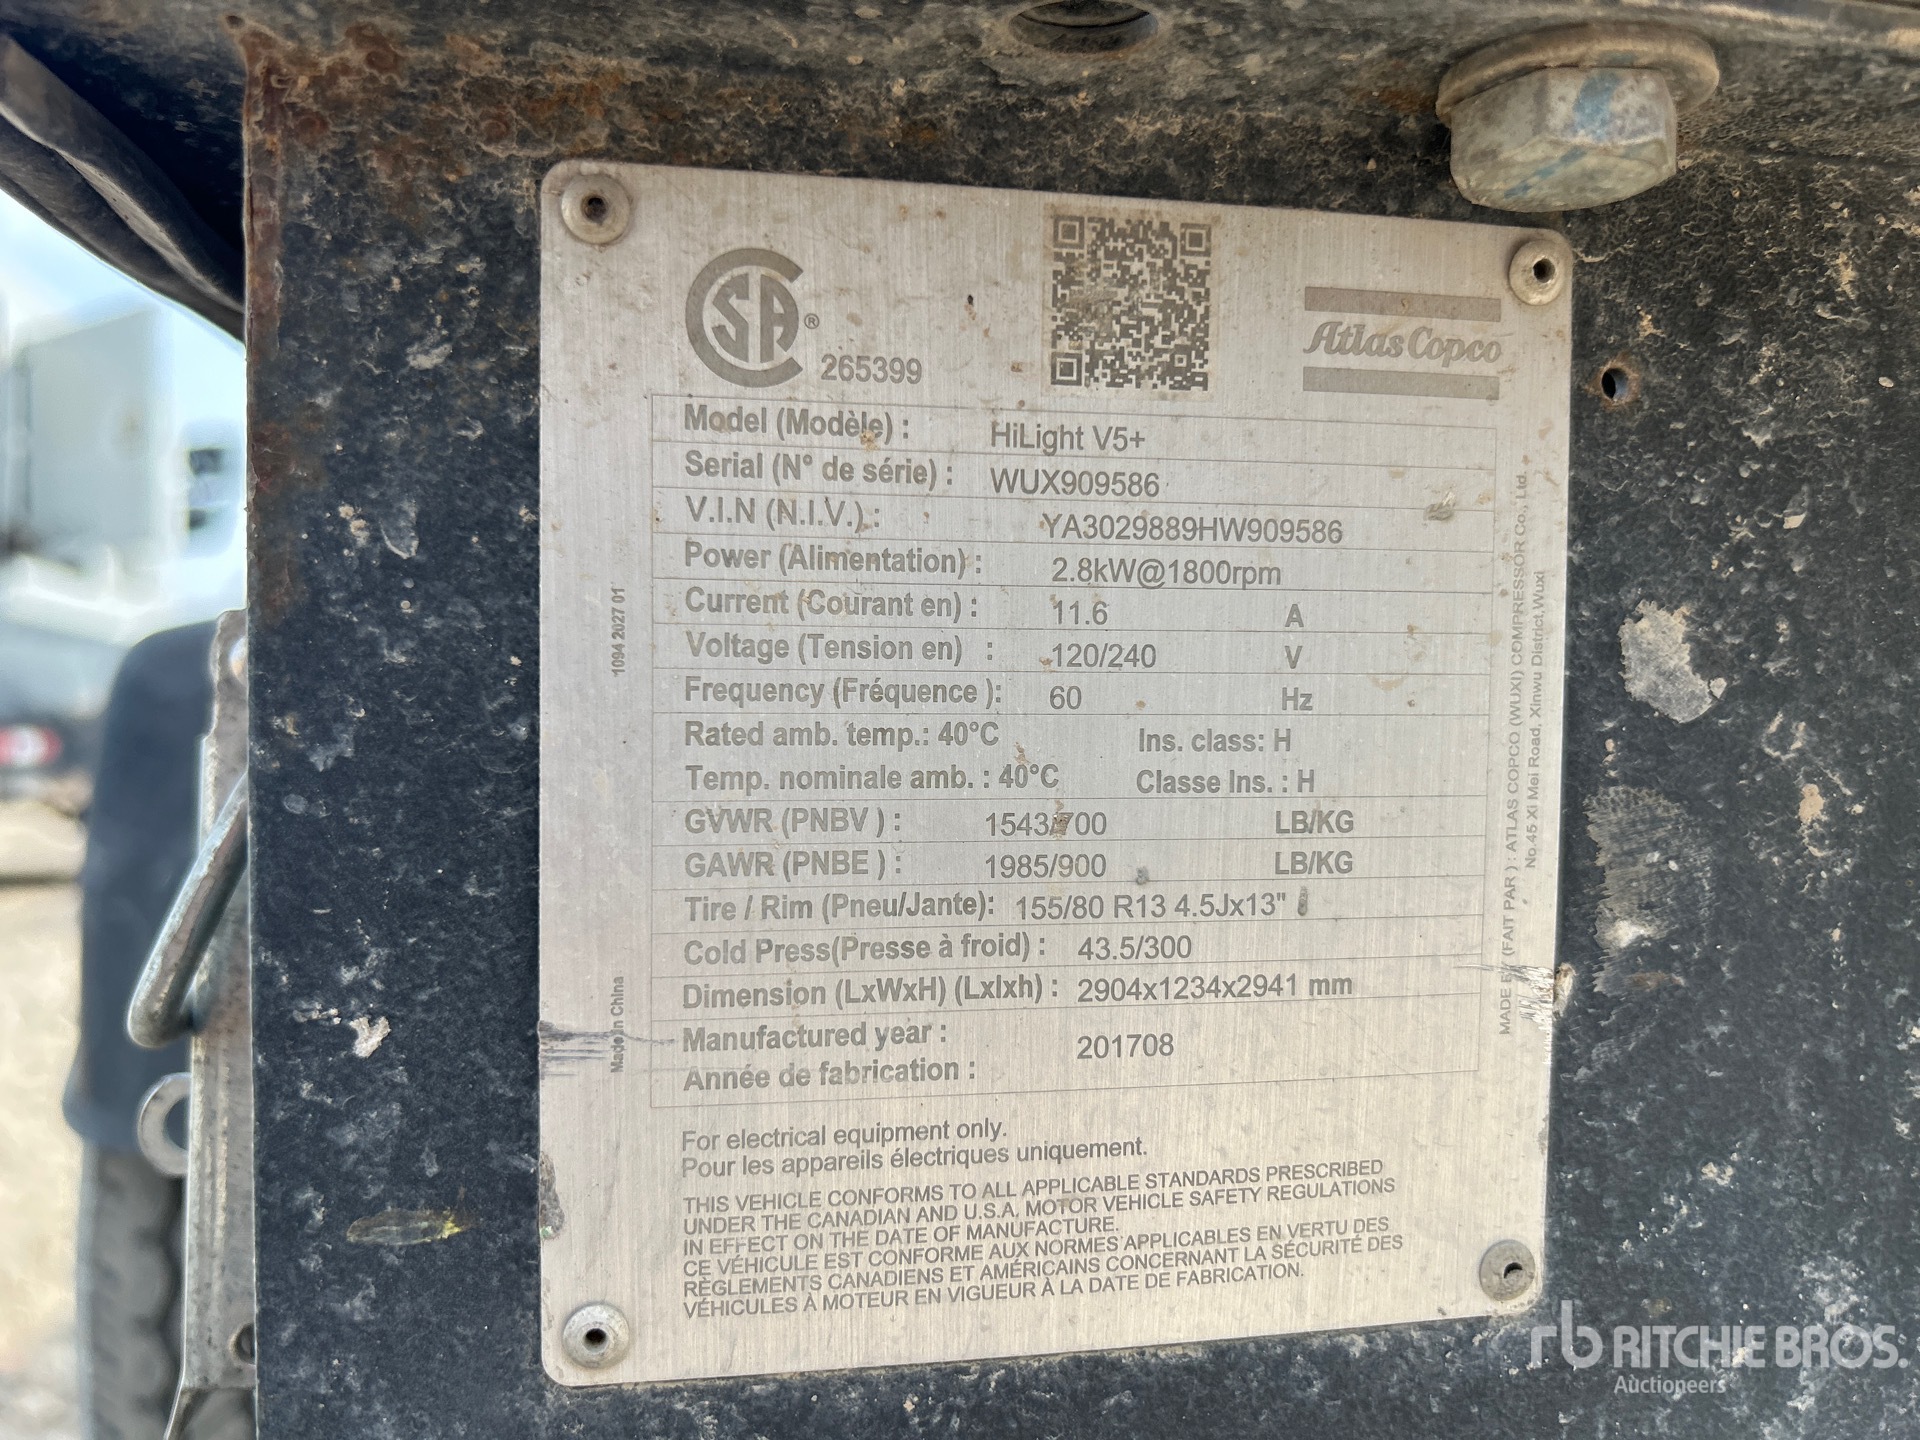 CSA ® 265399
Atlas Copco
Model (Modèle) : HiLight V5+
Serial (N° de série) : WUX909586
V.I.N (N.I.V.) : YA3029889HW909586
Power (Alimentation) : 2.8kW@1800rpm
Current (Courant en) : 11.6 A
Voltage (Tension en) : 120/240 V
Frequency (Fréquence ): 60 Hz
Rated amb. temp.: 40°C Ins. class: H
Temp. nominale amb. : 40°C Classe Ins. : H
GVWR (PNBV ) : 1543/700 LB/KG
GAWR (PNBE ) : 1985/900 LB/KG
Tire / Rim (Pneu/Jante): 155/80 R13 4.5Jx13"
Cold Press(Presse à froid) : 43.5/300
Dimension (LxWxH) (Lxlxh) : 2904x1234x2941 mm
Manufactured year : 201708
Année de fabrication :
For electrical equipment only.
Pour les appareils électriques uniquement.
THIS VEHICLE CONFORMS TO ALL APPLICABLE STANDARDS PRESCRIBED
UNDER THE CANADIAN AND U.S.A. MOTOR VEHICLE SAFETY REGULATIONS
IN EFFECT ON THE DATE OF MANUFACTURE.
CE VÉHICULE EST CONFORME AUX NORMES APPLICABLES EN VERTU DES
RÈGLEMENTS CANADIENS ET AMÉRICAINS CONCERNANT LA SÉCURITÉ DES
VÉHICULES À MOTEUR EN VIGUEUR À LA DATE DE FABRICATION.
1094 2027 01
Made in China
MADE BY (FAIT PAR ) : ATLAS COPCO (WUXI) COMPRESSOR Co., Ltd.
No.45 Xi Mei Road, Xinwu District,Wuxi
rb RITCHIE BROS.
Auctioneers